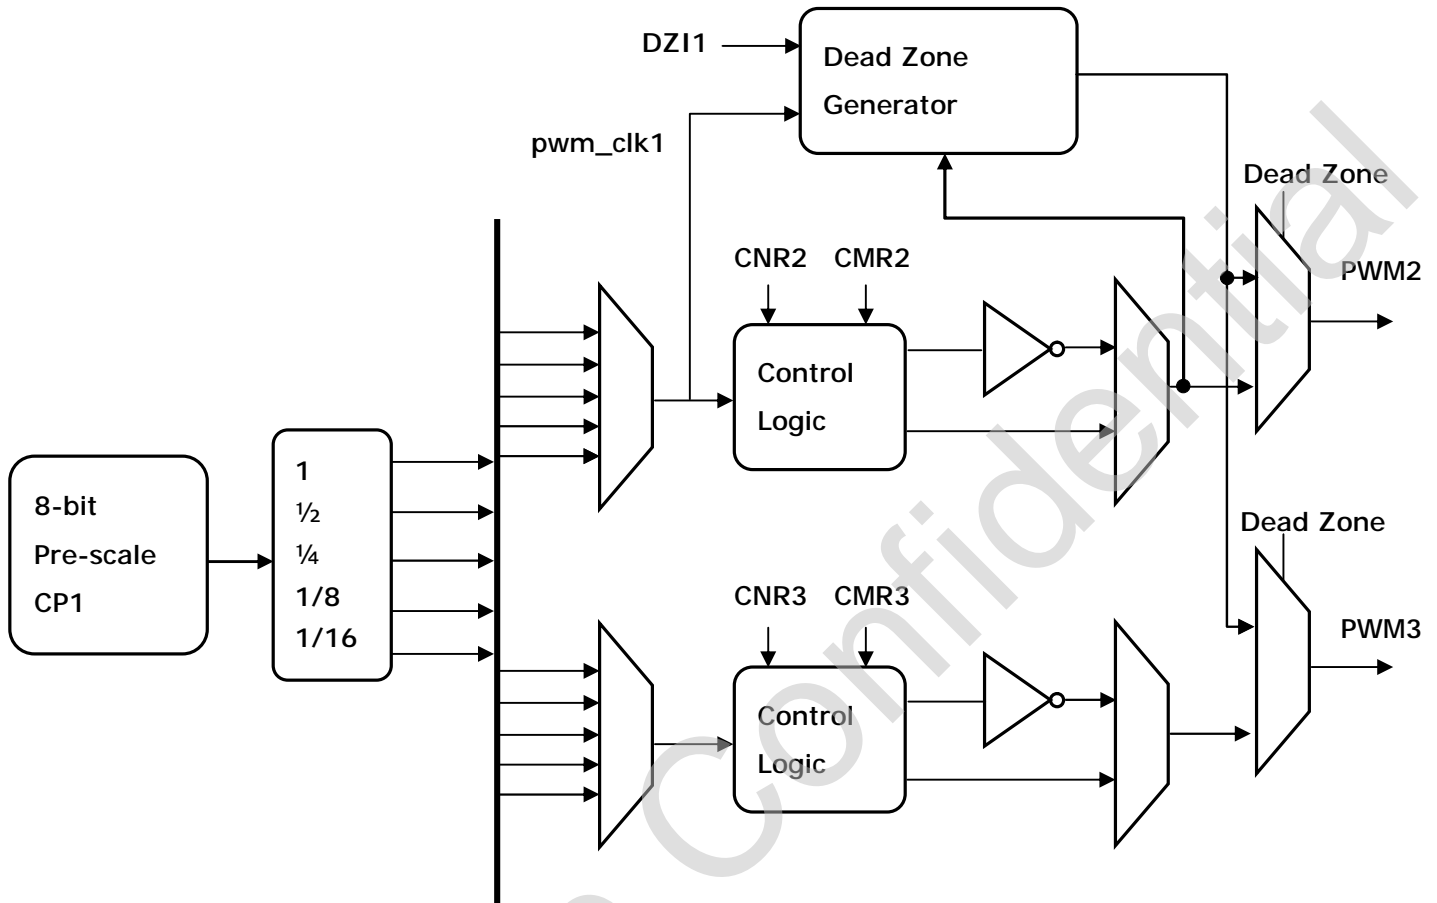 DZI1
Dead Zone
Generator
pwm_clk1
Dead Zone
PWM2
CNR2
CMR2
Control
Logic
8-bit
Pre-scale
CP1
1
½
¼
1/8
1/16
Dead Zone
PWM3
CNR3
CMR3
Control
Logic
Confidential